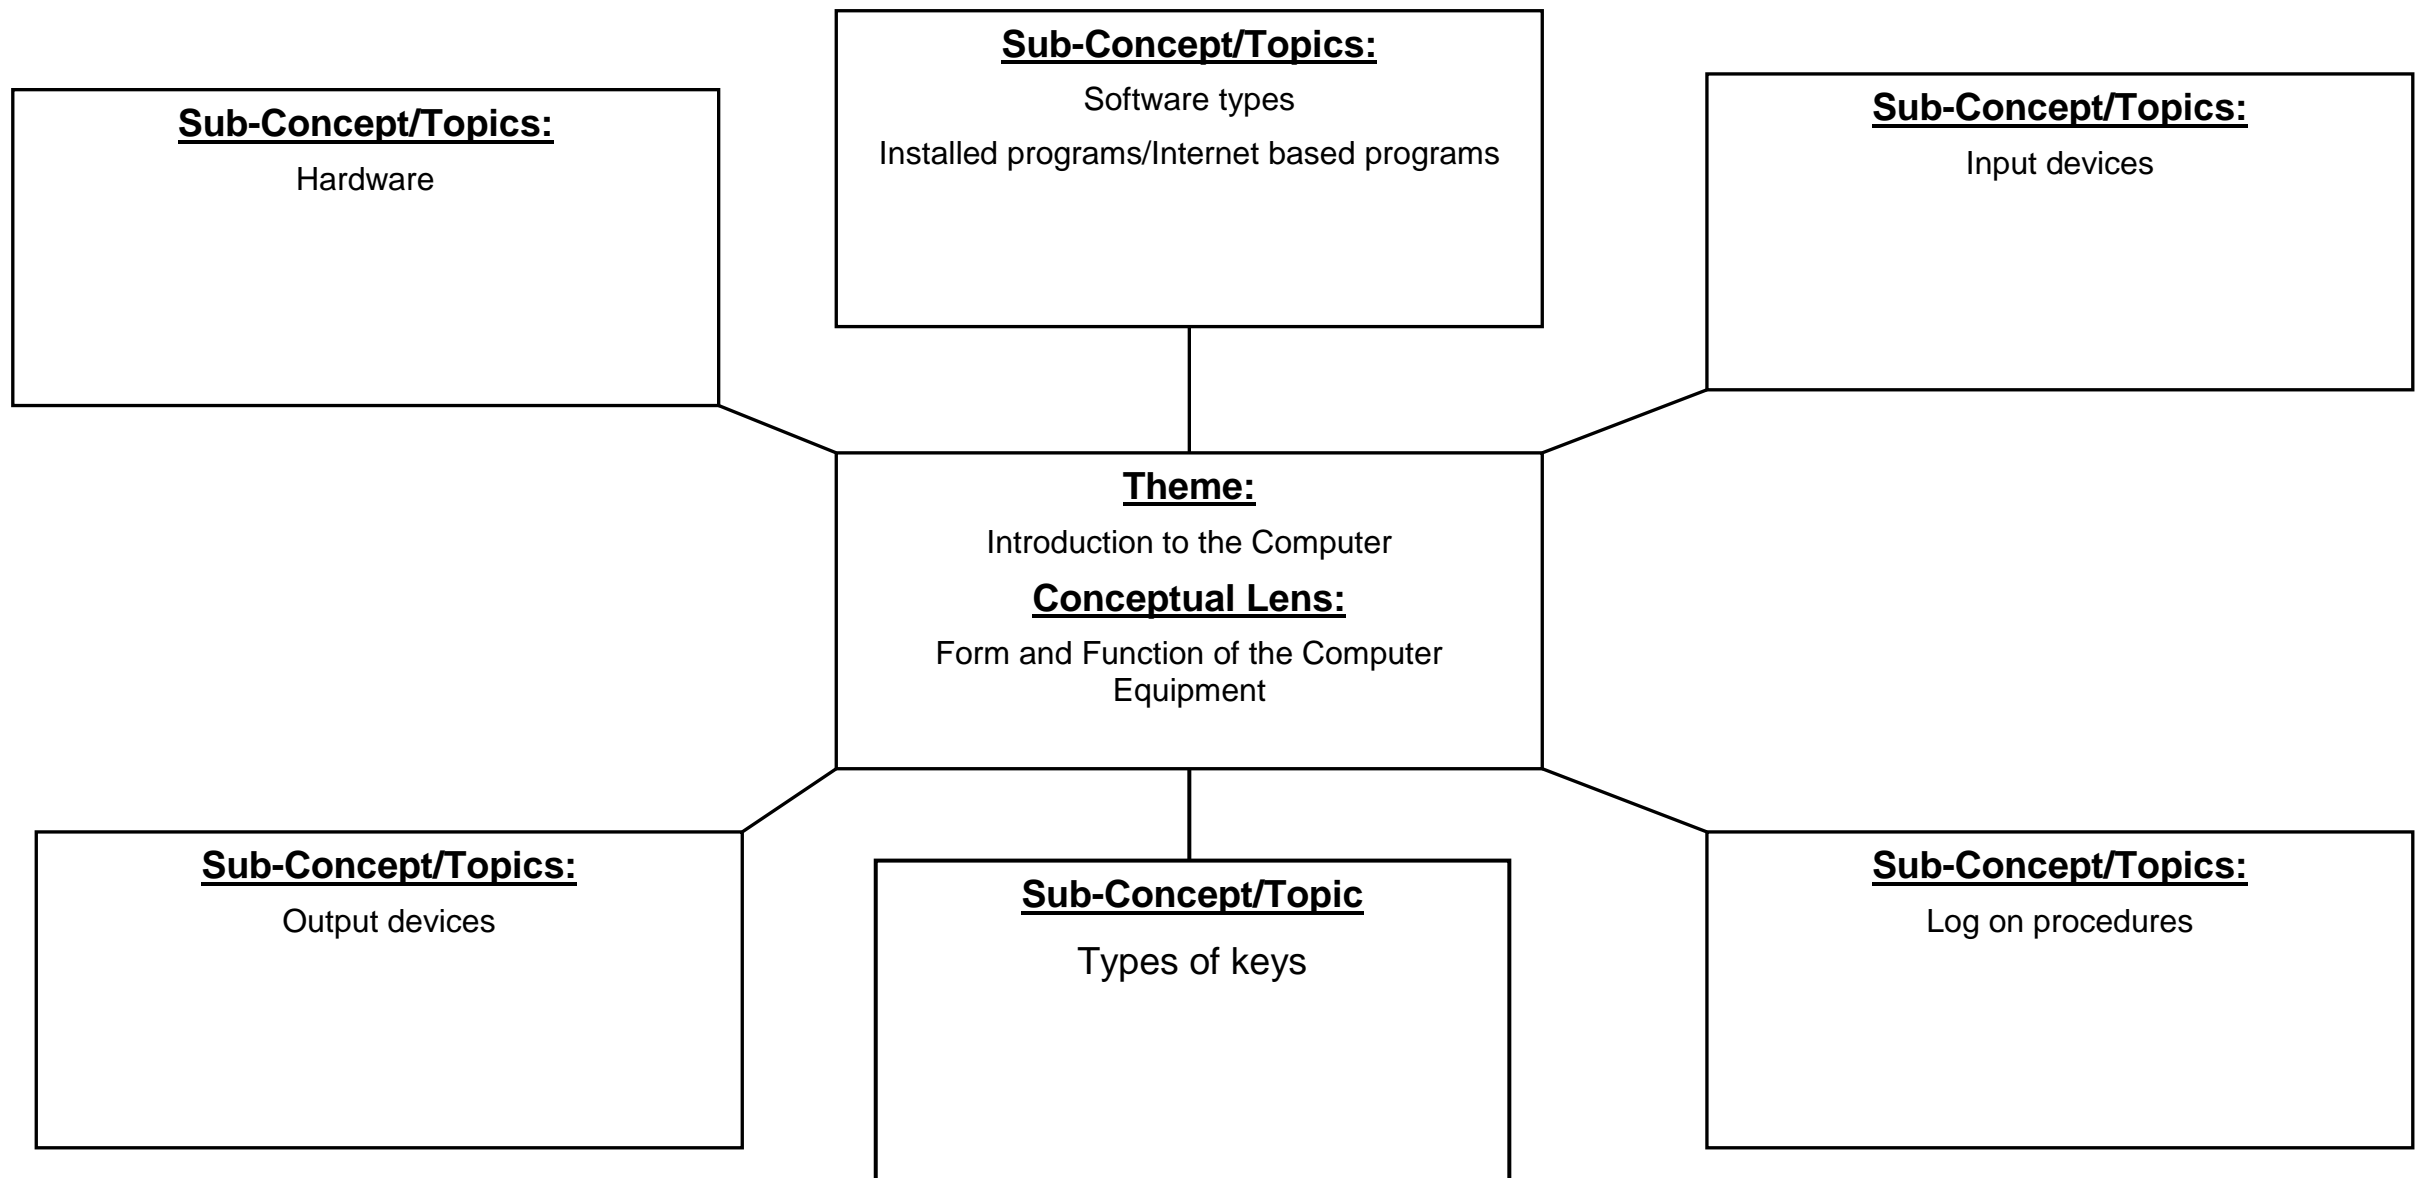 Sub-Concept/Topics:
Hardware
Sub-Concept/Topics:
Software types
Installed programs/Internet based programs
Sub-Concept/Topics:
Input devices
Theme:
Introduction to the Computer
Conceptual Lens:
Form and Function of the Computer
Equipment
Sub-Concept/Topics:
Output devices
Sub-Concept/Topic
Types of keys
Sub-Concept/Topics:
Log on procedures